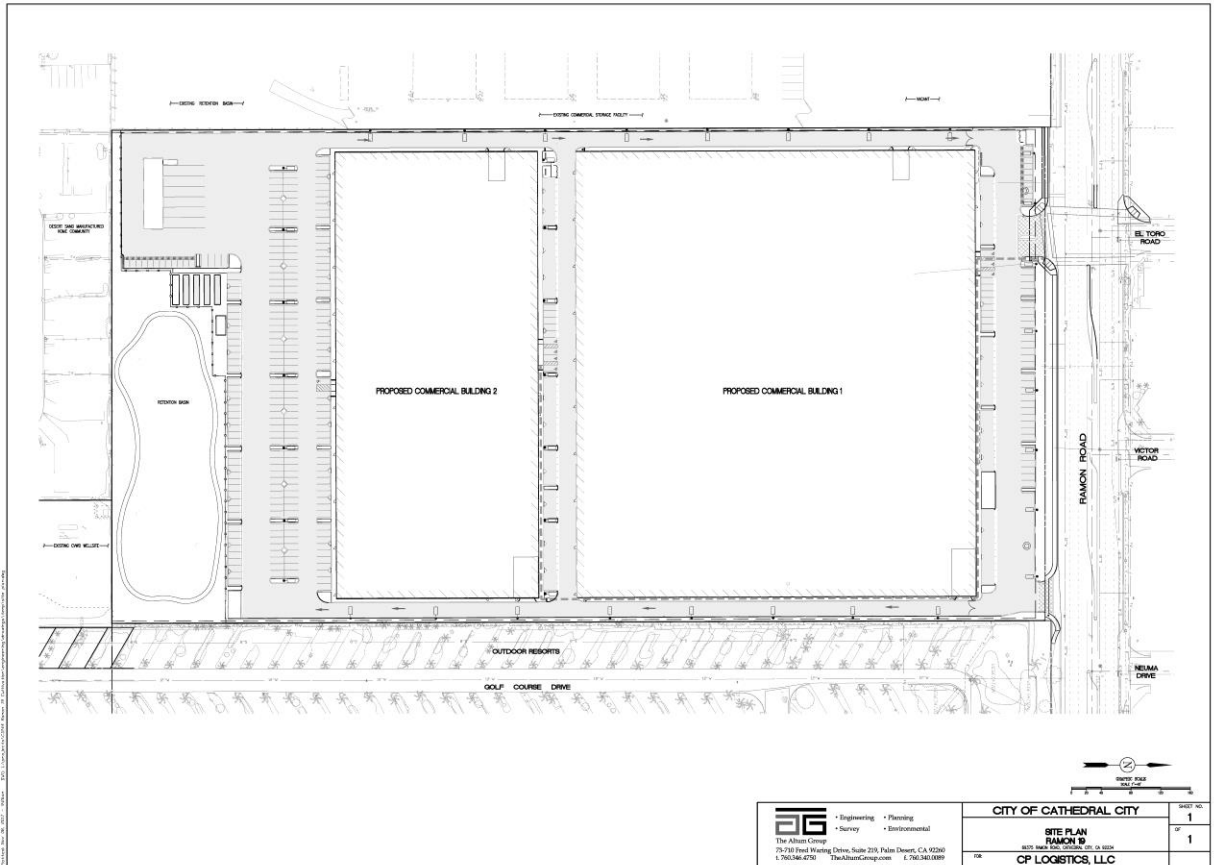 EXISTING RETENTION BASIN
VACANT
EXISTING COMMERCIAL STORAGE FACILITY
DESERT SAND MANUFACTURED
HOME COMMUNITY
EL TORO
ROAD
PROPOSED COMMERCIAL BUILDING 2
PROPOSED COMMERCIAL BUILDING 1
RETENTION BASIN
RAMON ROAD
VICTOR
ROAD
EXISTING CVWD WELLSITE
OUTDOOR RESORTS
GOLF COURSE DRIVE
NEUMA
DRIVE
N
GRAPHIC SCALE
The Altum Group
• Engineering • Planning
• Survey • Environmental
73-710 Fred Waring Drive, Suite 219, Palm Desert, CA 92260
t. 760.346.4750 TheAltumGroup.com f. 760.340.0089
CITY OF CATHEDRAL CITY
SITE PLAN
RAMON 19
FOR
CP LOGISTICS, LLC
SHEET NO.
1
OF
1